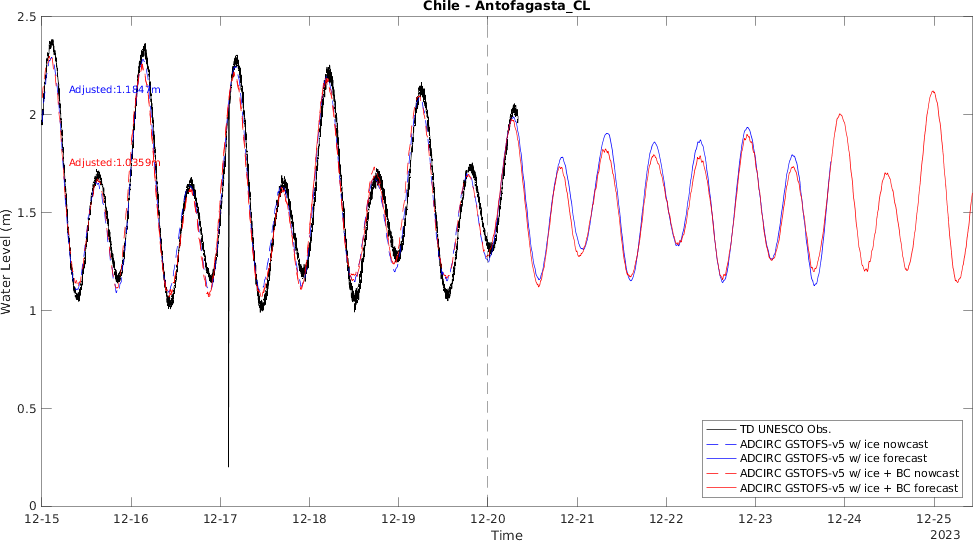 Chile - Antofagasta_CL
2.5
2
1.5
1
0.5
0
Water Level (m)
Adjusted:1.1847m
Adjusted:1.0359m
TD UNESCO Obs.
ADCIRC GSTOFS-v5 w/ ice nowcast
ADCIRC GSTOFS-v5 w/ ice forecast
ADCIRC GSTOFS-v5 w/ ice + BC nowcast
ADCIRC GSTOFS-v5 w/ ice + BC forecast
12-15 12-16 12-17 12-18 12-19 12-20 12-21 12-22 12-23 12-24 12-25
Time
2023